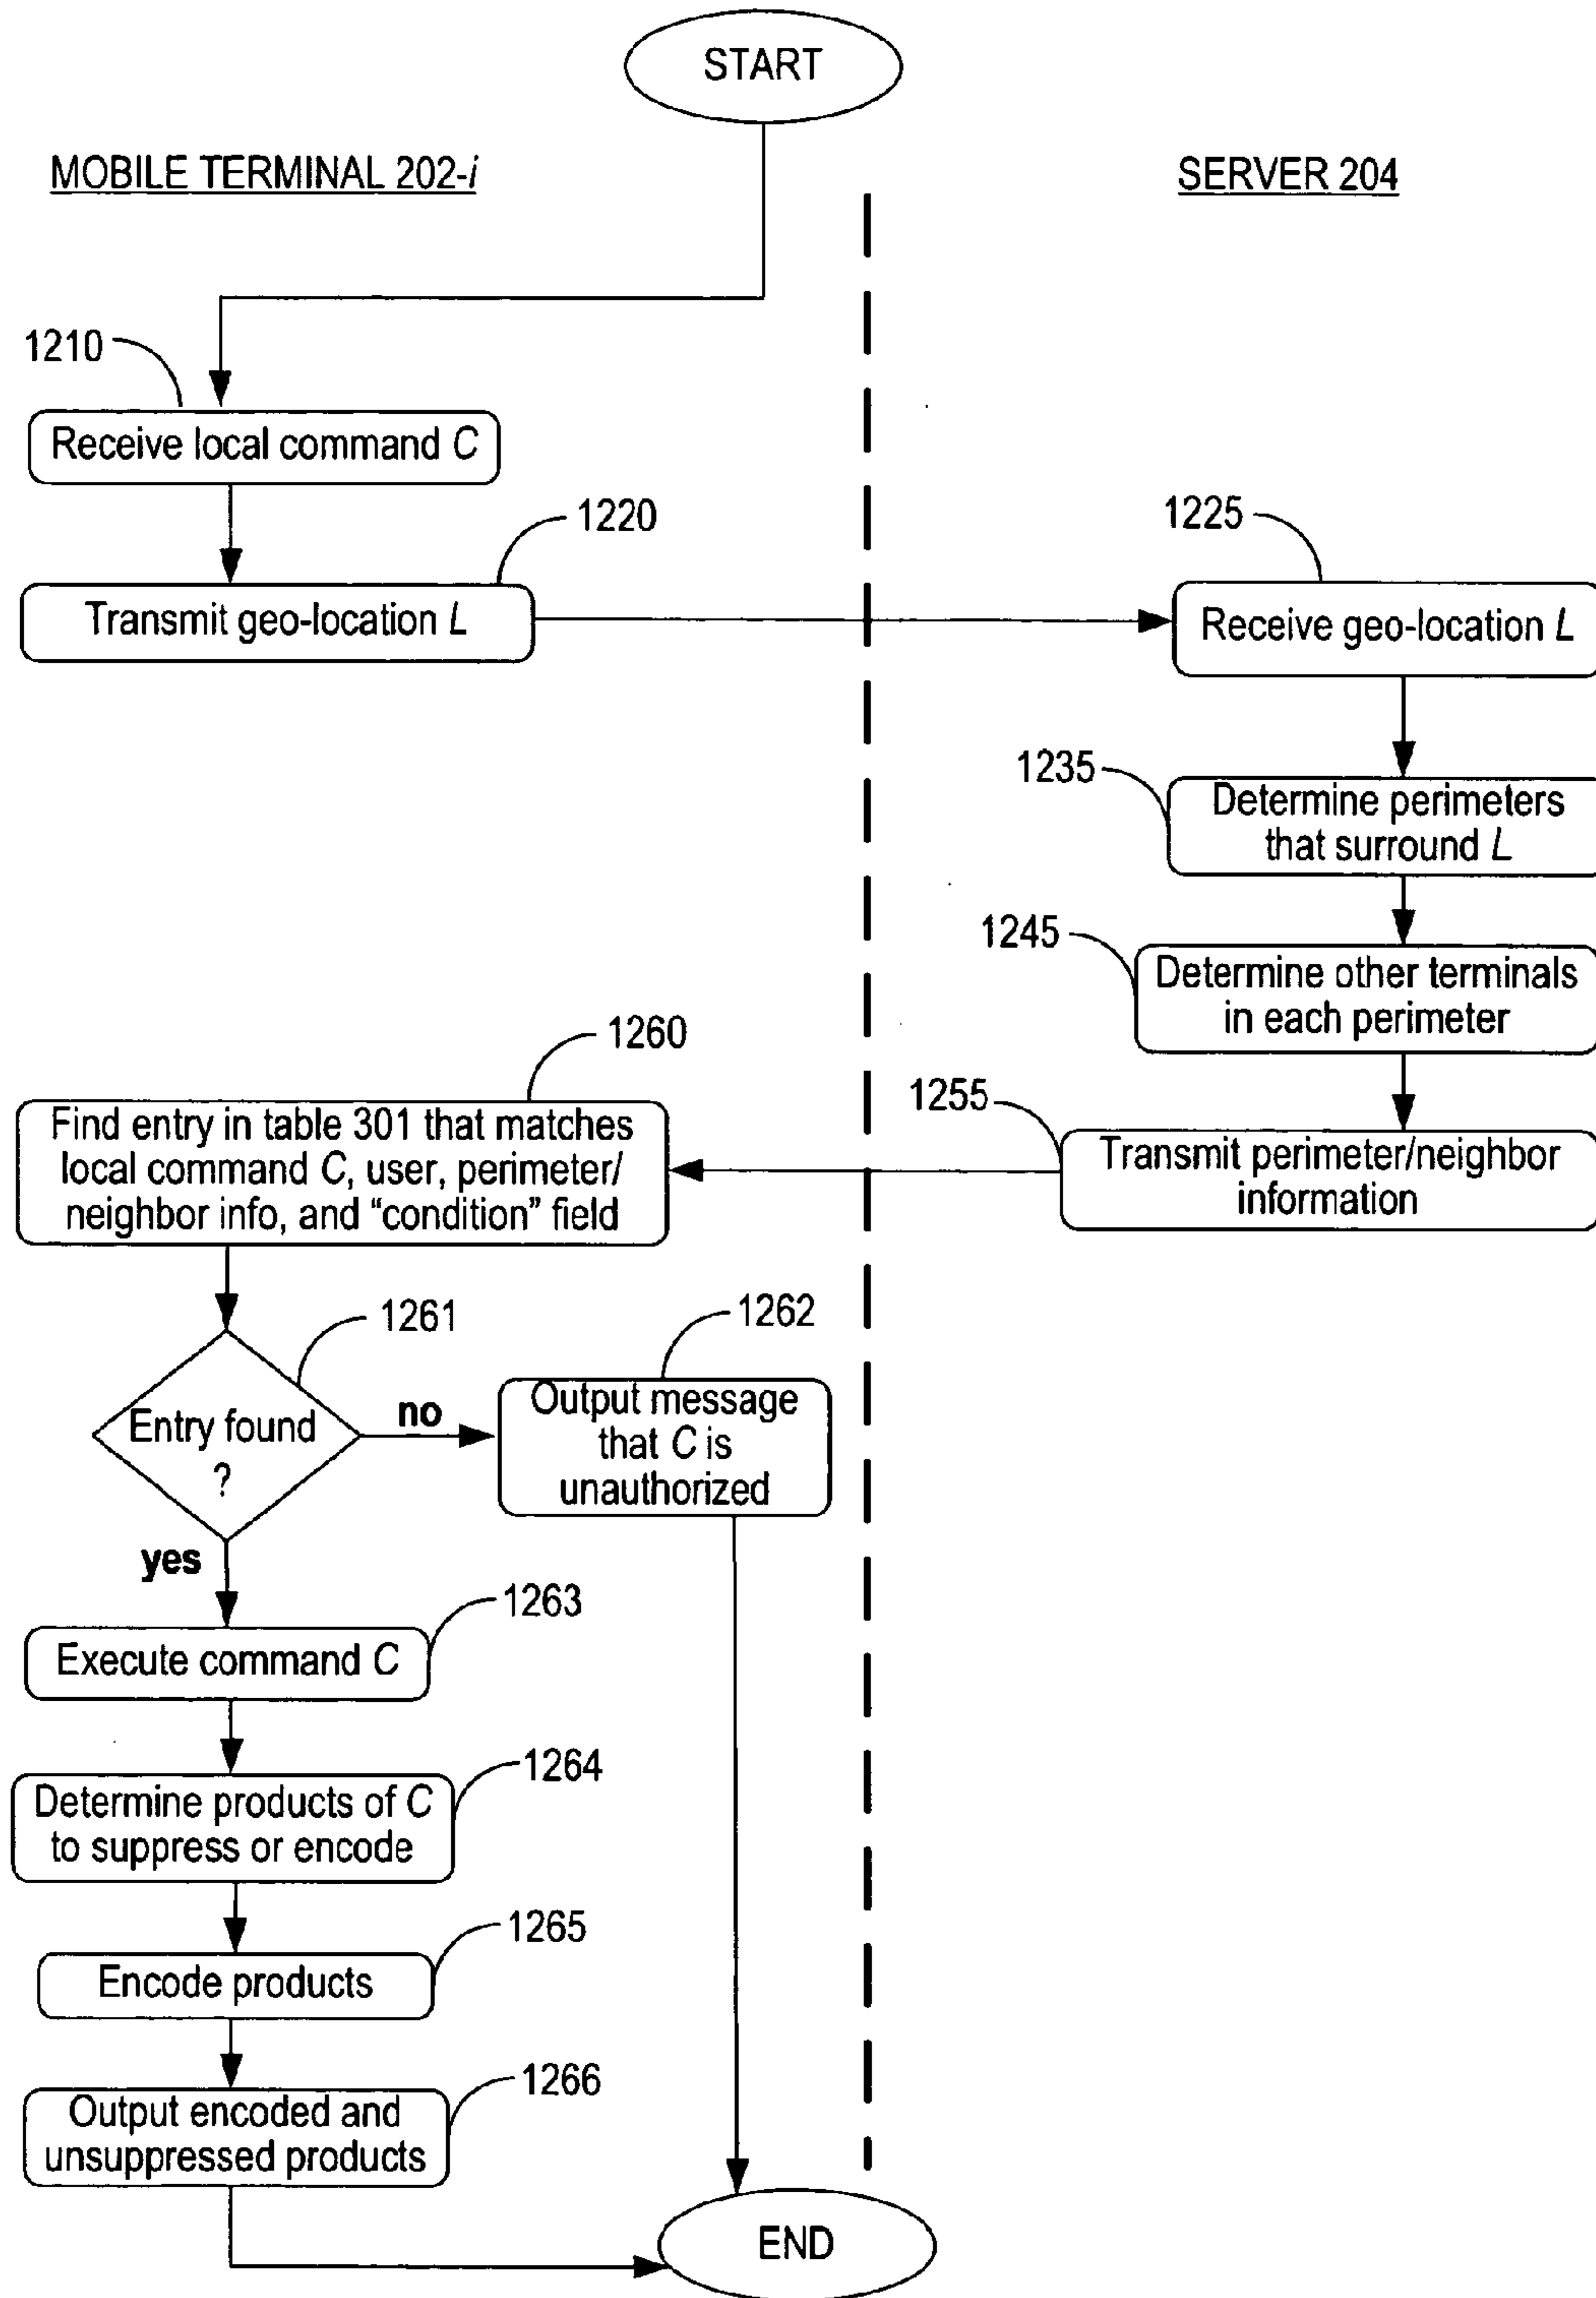 START
MOBILE TERMINAL 202-i
SERVER 204
1210
Receive local command C
1220
Transmit geo-location L
1225
Receive geo-location L
1235
Determine perimeters
that surround L
1245
Determine other terminals
in each perimeter
1255
Transmit perimeter/neighbor
information
1260
Find entry in table 301 that matches
local command C, user, perimeter/
neighbor info, and “condition” field
1261
Entry found
?
no
yes
1262
Output message
that C is
unauthorized
1263
Execute command C
1264
Determine products of C
to suppress or encode
1265
Encode products
1266
Output encoded and
unsuppressed products
END